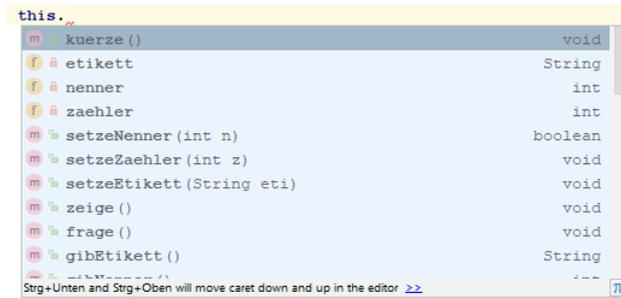 this.
m kuerze() void
f etikett String
f nenner int
f zaehler int
m setzeNenner(int n) boolean
m setzeZaehler(int z) void
m setzeEtikett(String eti) void
m zeige() void
m frage() void
m gibEtikett() String
Strg+Unten and Strg+Oben will move caret down and up in the editor >> π